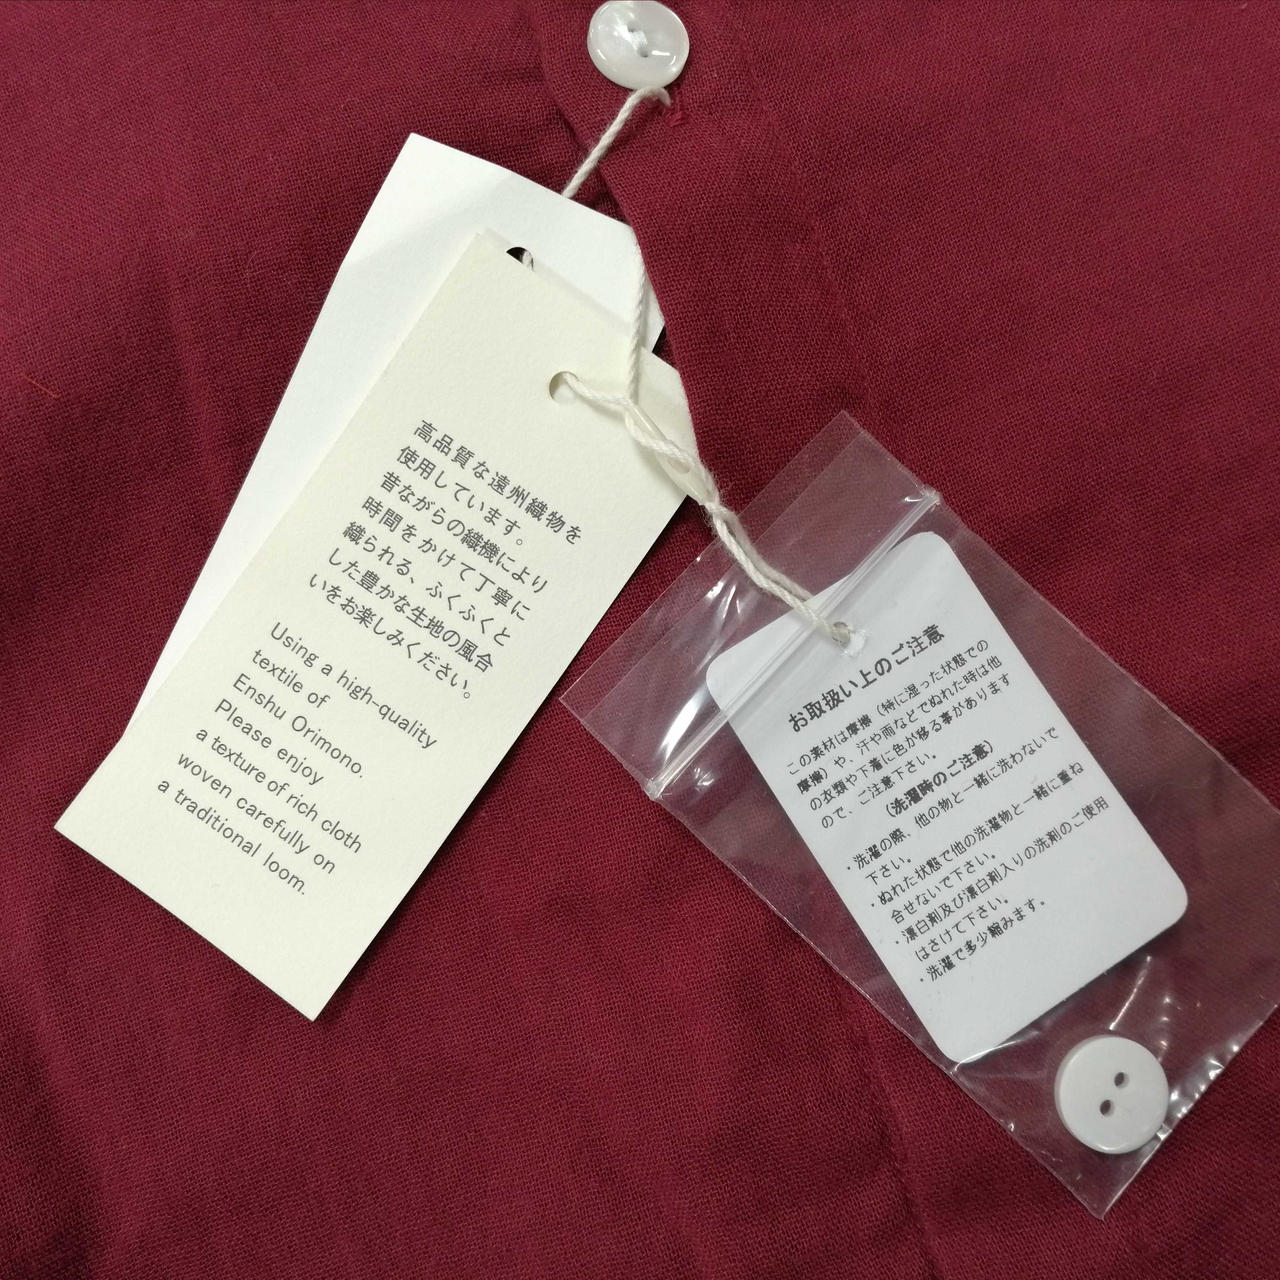 高品質な遠州織物を
使用しています。
昔ながらの織機により
時間をかけて丁寧に
織られる、ふくふくと
した豊かな生地の風合
いをお楽しみください。
Using a high-quality
textile of
Enshu Orimono.
Please enjoy
a texture of rich cloth
woven carefully on
a traditional loom.
お取扱い上のご注意
この素材は摩擦（特に湿った状態での
摩擦）や、汗や雨などでぬれた時は他
の衣類や下着に色が移る事があります
ので、ご注意下さい。
（洗濯時のご注意）
・洗濯の際、他の物と一緒に洗わないで
下さい。
・ぬれた状態で他の洗濯物と一緒に重ね
合せないで下さい。
・漂白剤及び漂白剤入りの洗剤のご使用
はさけて下さい。
・洗濯で多少縮みます。